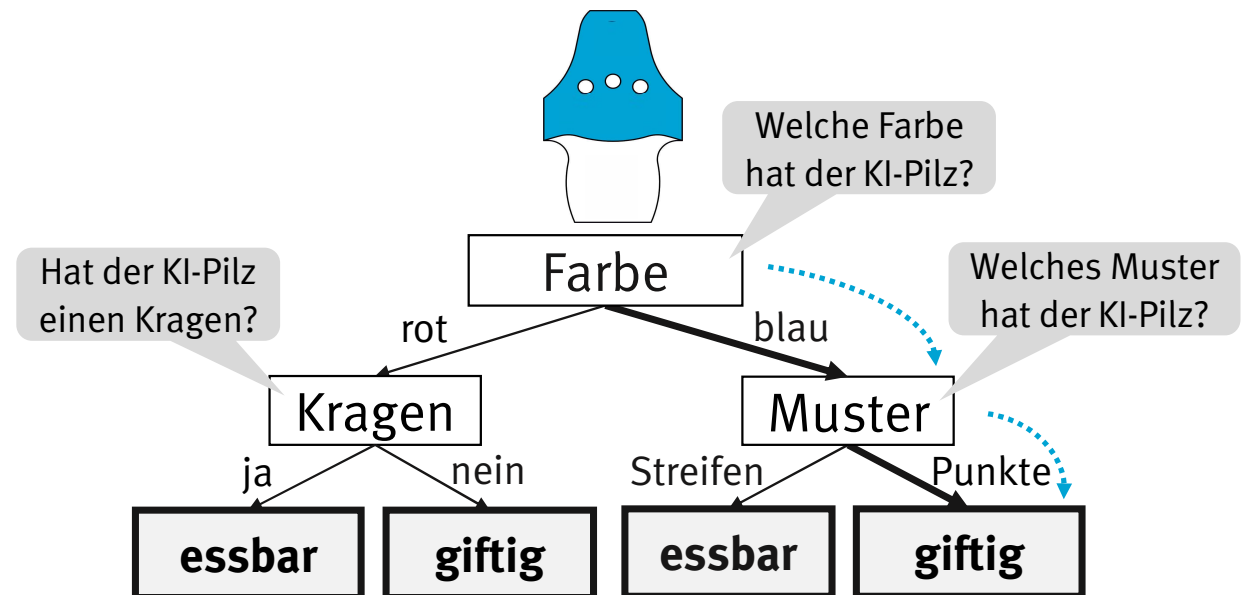 Welche Farbe
hat der KI-Pilz?
Farbe
Hat der KI-Pilz
einen Kragen?
Welches Muster
hat der KI-Pilz?
rot
blau
Kragen
Muster
ja
nein
Streifen
Punkte
essbar
giftig
essbar
giftig